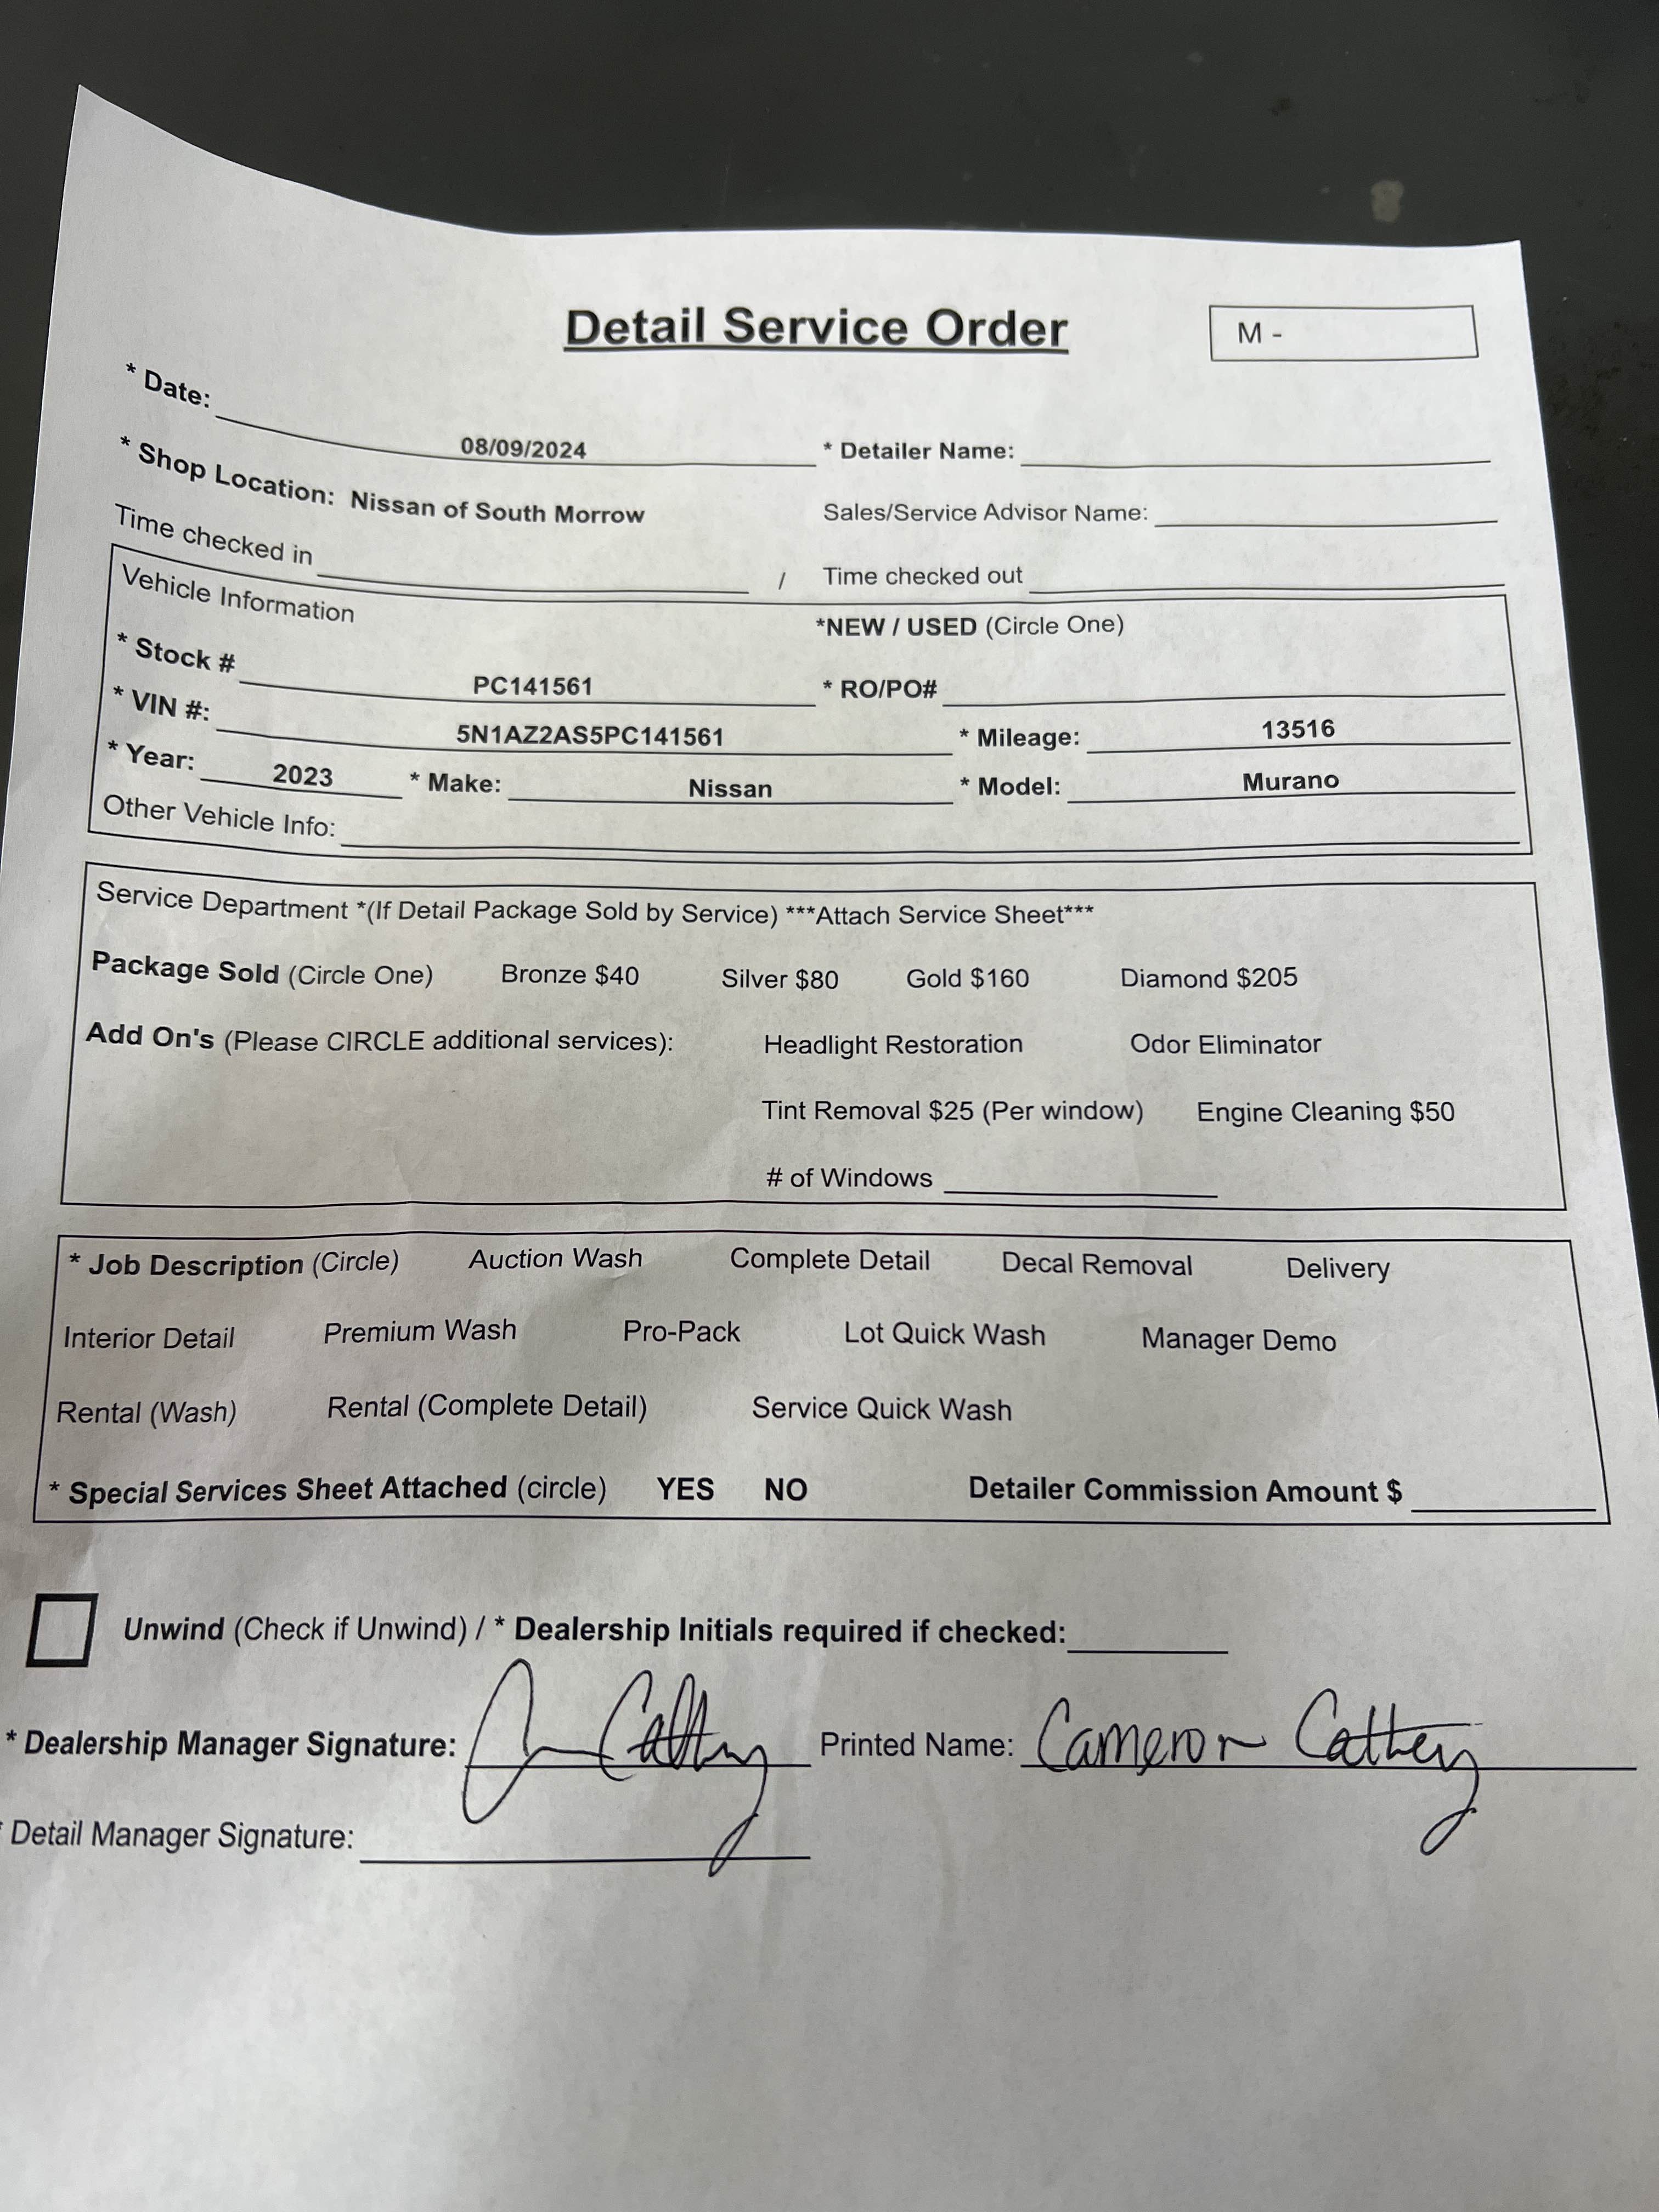 Detail Service Order
M -
* Date: 08/09/2024 * Detailer Name:
* Shop Location: Nissan of South Morrow Sales/Service Advisor Name:
Time checked in / Time checked out
Vehicle Information *NEW / USED (Circle One)
* Stock # PC141561 * RO/PO#
* VIN #: 5N1AZ2AS5PC141561 * Mileage: 13516
* Year: 2023 * Make: Nissan * Model: Murano
Other Vehicle Info:
Service Department *(If Detail Package Sold by Service) ***Attach Service Sheet***
Package Sold (Circle One) Bronze $40 Silver $80 Gold $160 Diamond $205
Add On's (Please CIRCLE additional services): Headlight Restoration Odor Eliminator
Tint Removal $25 (Per window) Engine Cleaning $50
# of Windows
* Job Description (Circle) Auction Wash Complete Detail Decal Removal Delivery
Interior Detail Premium Wash Pro-Pack Lot Quick Wash Manager Demo
Rental (Wash) Rental (Complete Detail) Service Quick Wash
* Special Services Sheet Attached (circle) YES NO Detailer Commission Amount $
Unwind (Check if Unwind) / * Dealership Initials required if checked:
* Dealership Manager Signature: Printed Name: Cameron Cathey
* Detail Manager Signature: